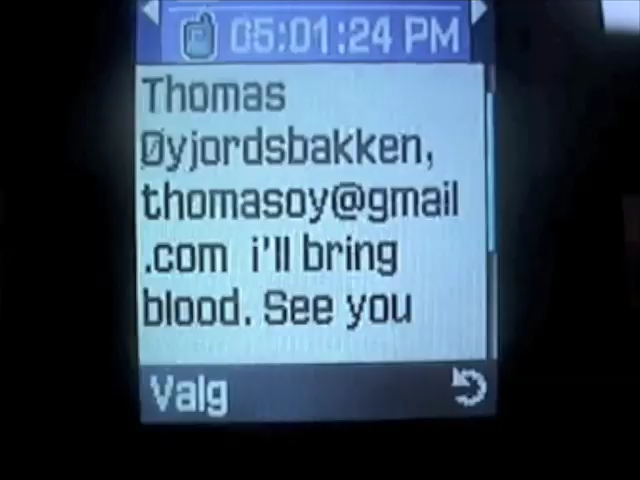 05:01:24 PM
Thomas
Øyjordsbakken,
thomasoy@gmail
.com i'll bring
blood. See you
Valg